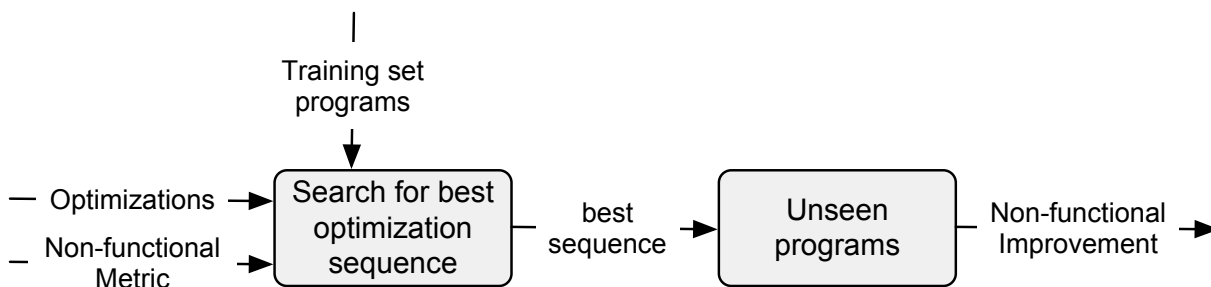 Training set
programs
Optimizations
Non-functional
Metric
Search for best
optimization
sequence
best
sequence
Unseen
programs
Non-functional
Improvement